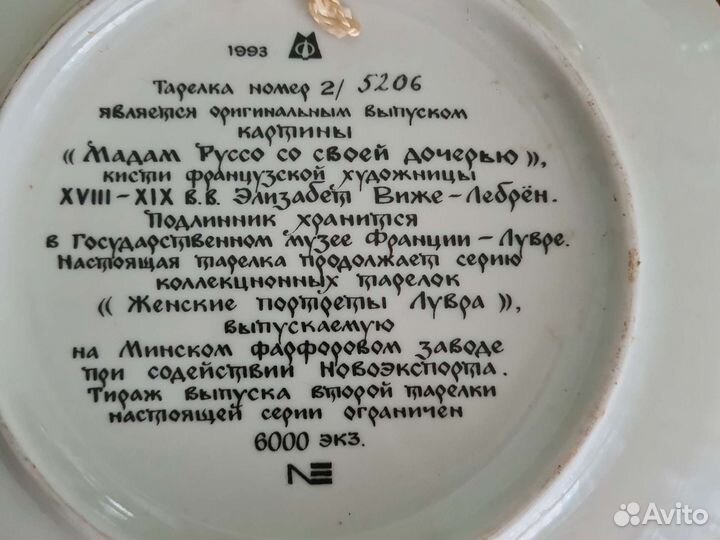 1993 МФ
Тарелка номер 2/ 5206
является оригинальным выпуском
картины
« Мадам Руссо со своей дочерью »,
кисти французской художницы
XVIII – XIX в.в. Элизабет Виже – Лебрён.
Подлинник хранится
в Государственном музее Франции – Лувре.
Настоящая тарелка продолжает серию
коллекционных тарелок
« Женские портреты Лувра »,
выпускаемую
на Минском фарфоровом заводе
при содействии Новоэкспорта.
Тираж выпуска второй тарелки
настоящей серии ограничен
6000 экз.
NE
Avito